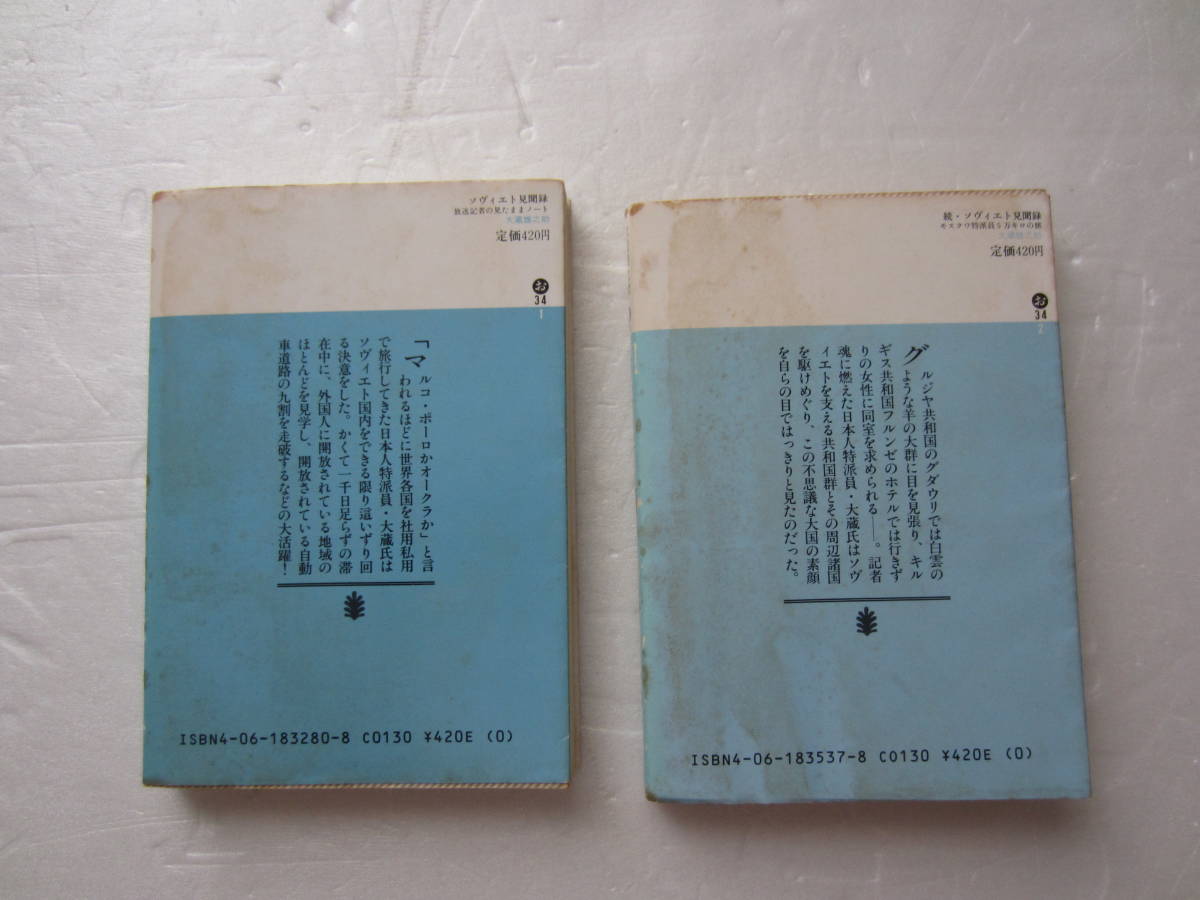 ソヴィエト見聞録
放送記者の見たままノート
大蔵雄之助
定価420円
お
34
1
「マルコ・ポーロかオークラか」と言
われるほどに世界各国を社用私用
で旅行してきた日本人特派員・大蔵氏は
ソヴィエト国内をできる限り這いずり回
る決意をした。かくて一千日足らずの滞
在中に、外国人に開放されている地域の
ほとんどを見学し、開放されている自動
車道路の九割を走破するなどの大活躍！
ISBN4-06-183280-8 C0130 ¥420E (0)
続・ソヴィエト見聞録
モスクワ特派員5万キロの旅
大蔵雄之助
定価420円
お
34
2
グルジヤ共和国のグダウリでは白雲の
ような羊の大群に目を見張り、キル
ギス共和国フルンゼのホテルでは行きず
りの女性に同室を求められる――。記者
魂に燃えた日本人特派員・大蔵氏はソヴ
ィエトを支える共和国群とその周辺諸国
を駆けめぐり、この不思議な大国の素顔
を自らの目ではっきりと見たのだった。
ISBN4-06-183537-8 C0130 ¥420E (0)